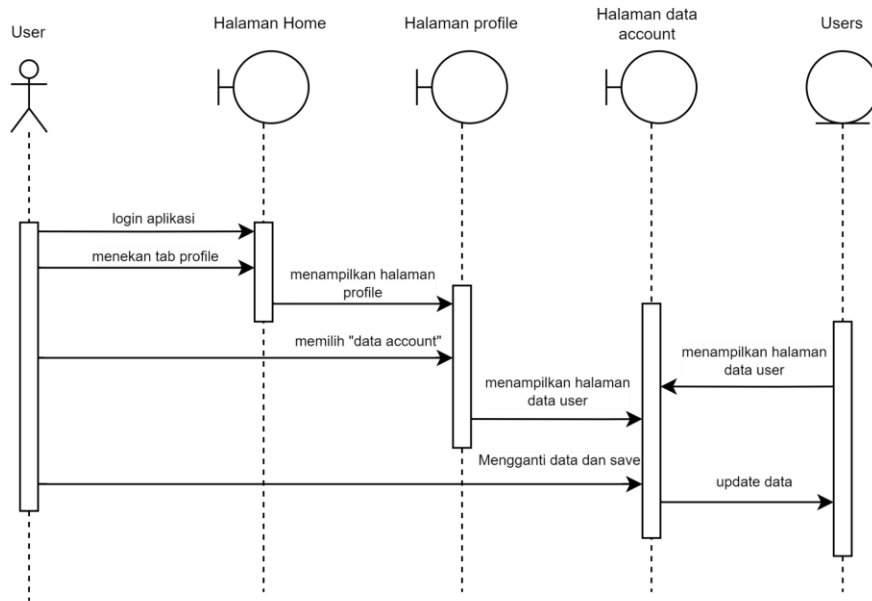 User
Halaman Home
Halaman profile
Halaman data
account
Users
login aplikasi
menekan tab profile
menampilkan halaman
profile
memilih "data account"
menampilkan halaman
data user
menampilkan halaman
data user
Mengganti data dan save
update data